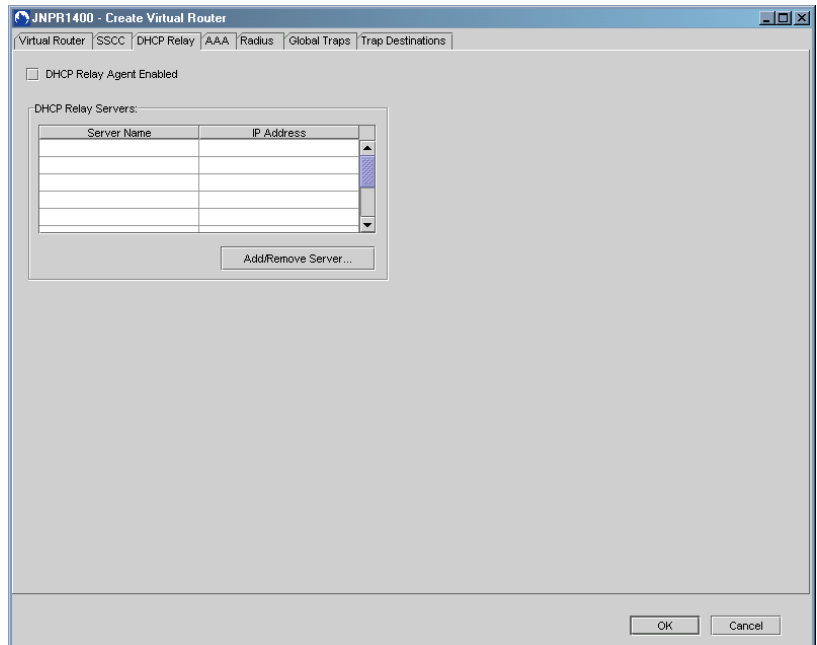 JNPR1400 - Create Virtual Router
Virtual Router SSCC DHCP Relay AAA Radius Global Traps Trap Destinations
DHCP Relay Agent Enabled
DHCP Relay Servers:
Server Name IP Address
Add/Remove Server...
OK Cancel